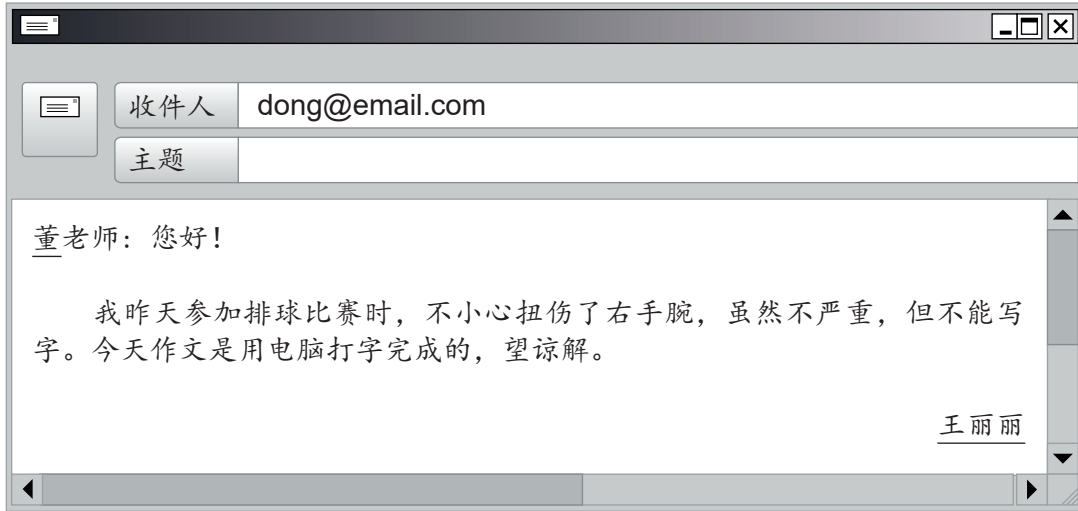 收件人 dong@email.com
主题
董老师：您好！
我昨天参加排球比赛时，不小心扭伤了右手腕，虽然不严重，但不能写
字。今天作文是用电脑打字完成的，望谅解。
王丽丽